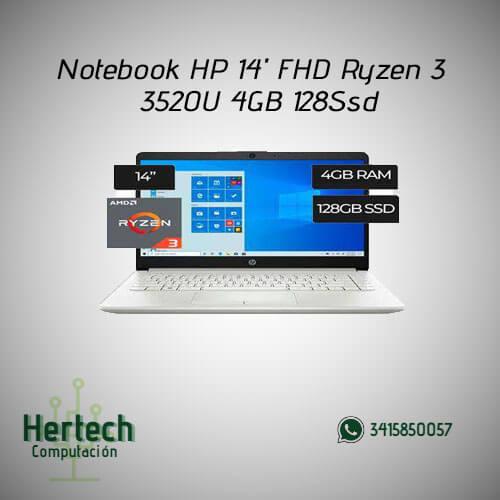 Notebook HP 14" FHD Ryzen 3
3520U 4GB 128Ssd
14”
4GB RAM
AMD
RYZEN
3
128GB SSD
hp
Hertech
Computación
3415850057